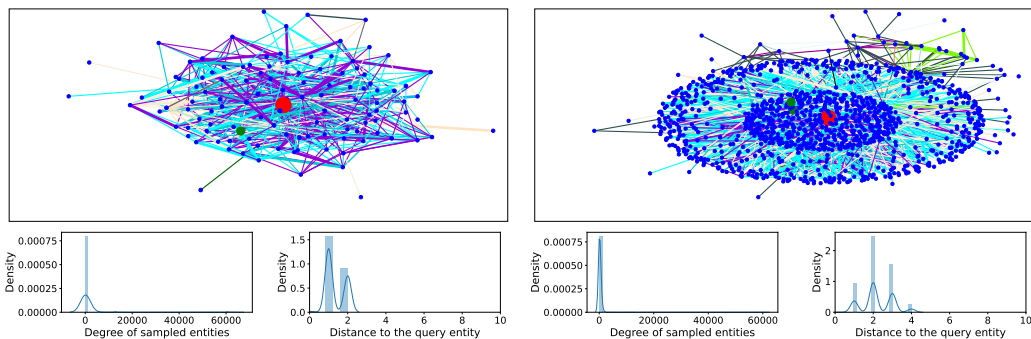 0.00075
0.00050
0.00025
0.00000
Density
0 20000 40000 60000
Degree of sampled entities
1.5
1.0
0.5
0.0
Density
0 2 4 6 8 10
Distance to the query entity
0.00075
0.00050
0.00025
0.00000
Density
0 20000 40000 60000
Degree of sampled entities
2
1
0
Density
0 2 4 6 8 10
Distance to the query entity